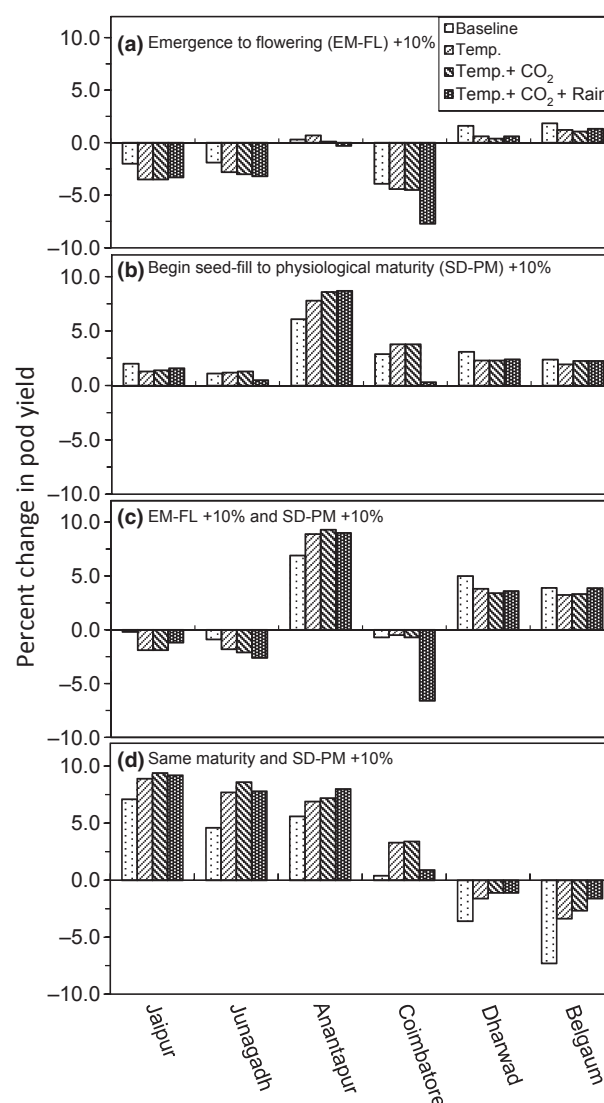 Percent change in pod yield
(a) Emergence to flowering (EM-FL) +10%
Baseline
Temp.
Temp.+ CO₂
Temp.+ CO₂ + Rain
10.0
5.0
0.0
−5.0
−10.0
(b) Begin seed-fill to physiological maturity (SD-PM) +10%
10.0
5.0
0.0
−5.0
−10.0
(c) EM-FL +10% and SD-PM +10%
10.0
5.0
0.0
−5.0
−10.0
(d) Same maturity and SD-PM +10%
10.0
5.0
0.0
−5.0
−10.0
Jaipur
Junagadh
Anantapur
Coimbatore
Dharwad
Belgaum